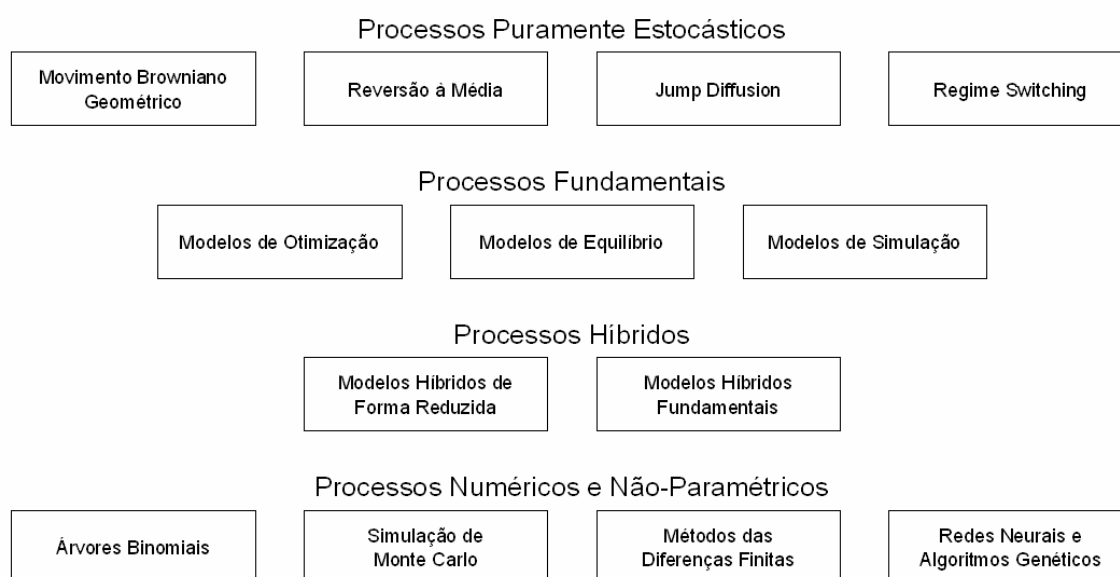 Processos Puramente Estocásticos
Movimento Browniano
Geométrico
Reversão à Média
Jump Diffusion
Regime Switching
Processos Fundamentais
Modelos de Otimização
Modelos de Equilíbrio
Modelos de Simulação
Processos Híbridos
Modelos Híbridos de
Forma Reduzida
Modelos Híbridos
Fundamentais
Processos Numéricos e Não-Paramétricos
Árvores Binomiais
Simulação de
Monte Carlo
Métodos das
Diferenças Finitas
Redes Neurais e
Algoritmos Genéticos